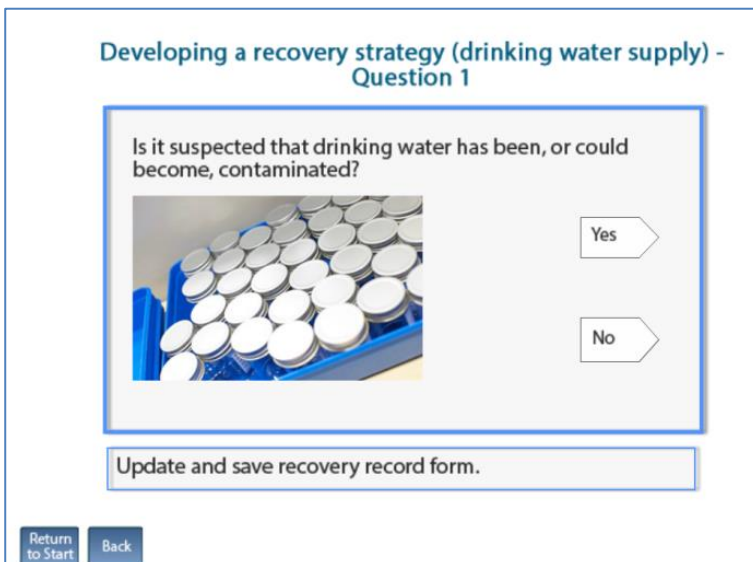 Developing a recovery strategy (drinking water supply) -
Question 1
Is it suspected that drinking water has been, or could
become, contaminated?
Yes
No
Update and save recovery record form.
Return
to Start
Back